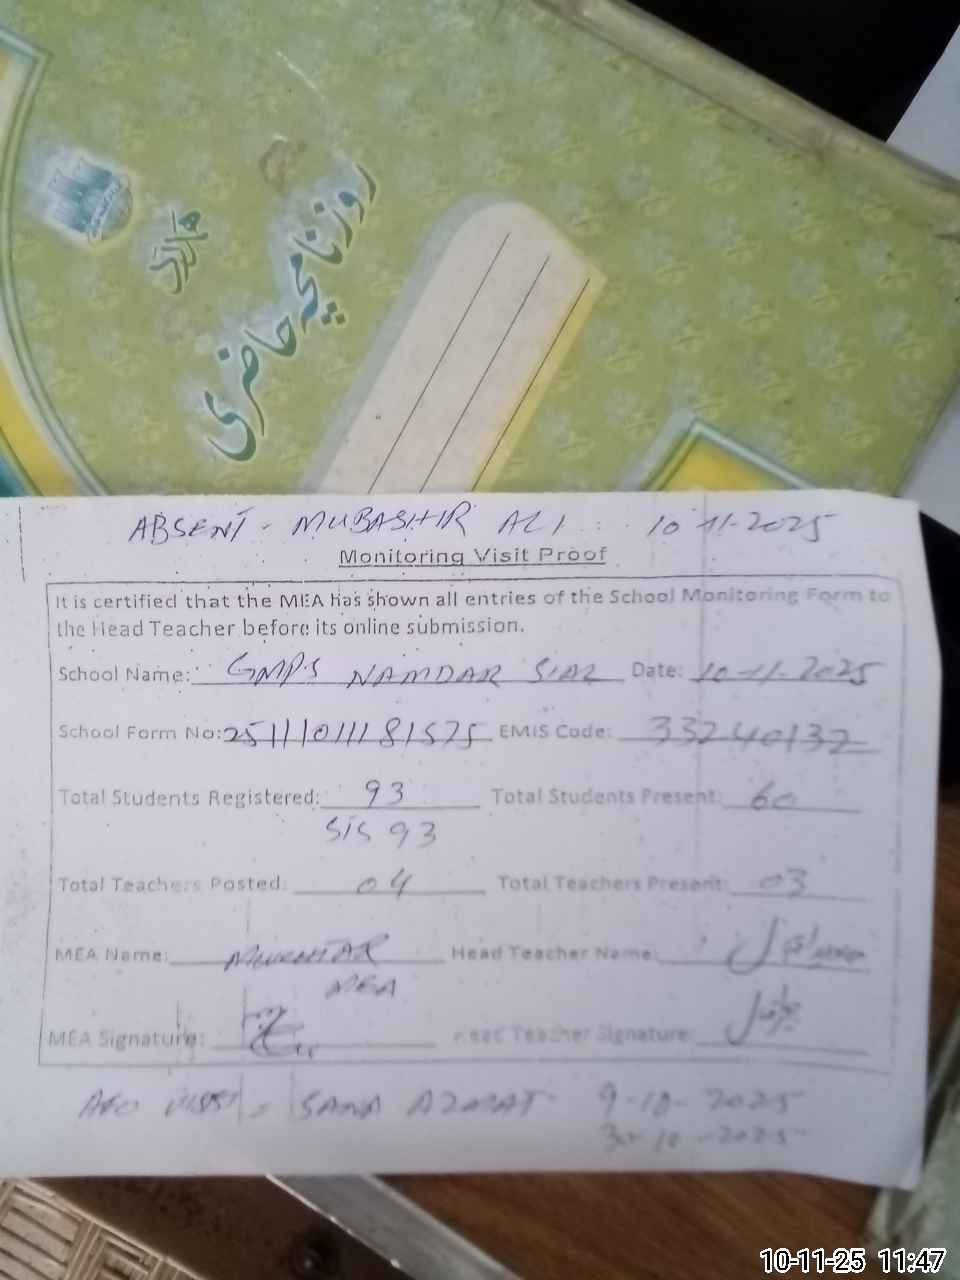 ہمدرد
روزنامچہ حاضری
ABSENT - MUBASHIR ALI 10-11-2025
Monitoring Visit Proof
It is certified that the MEA has shown all entries of the School Monitoring Form to
the Head Teacher before its online submission.
School Name: GMPS NAMDAR SIAL Date: 10-11-2025
School Form No: 25111101181575 EMIS Code: 33240132
Total Students Registered: 93 Total Students Present: 60
SIS 93
Total Teachers Posted: 04 Total Teachers Present: 03
MEA Name: MUKHTAR Head Teacher Name:
MEA
MEA Signature: Head Teacher Signature:
AEO VISIT = SANA AZMAT 9-10-2025
30-10-2025
10-11-25 11:47